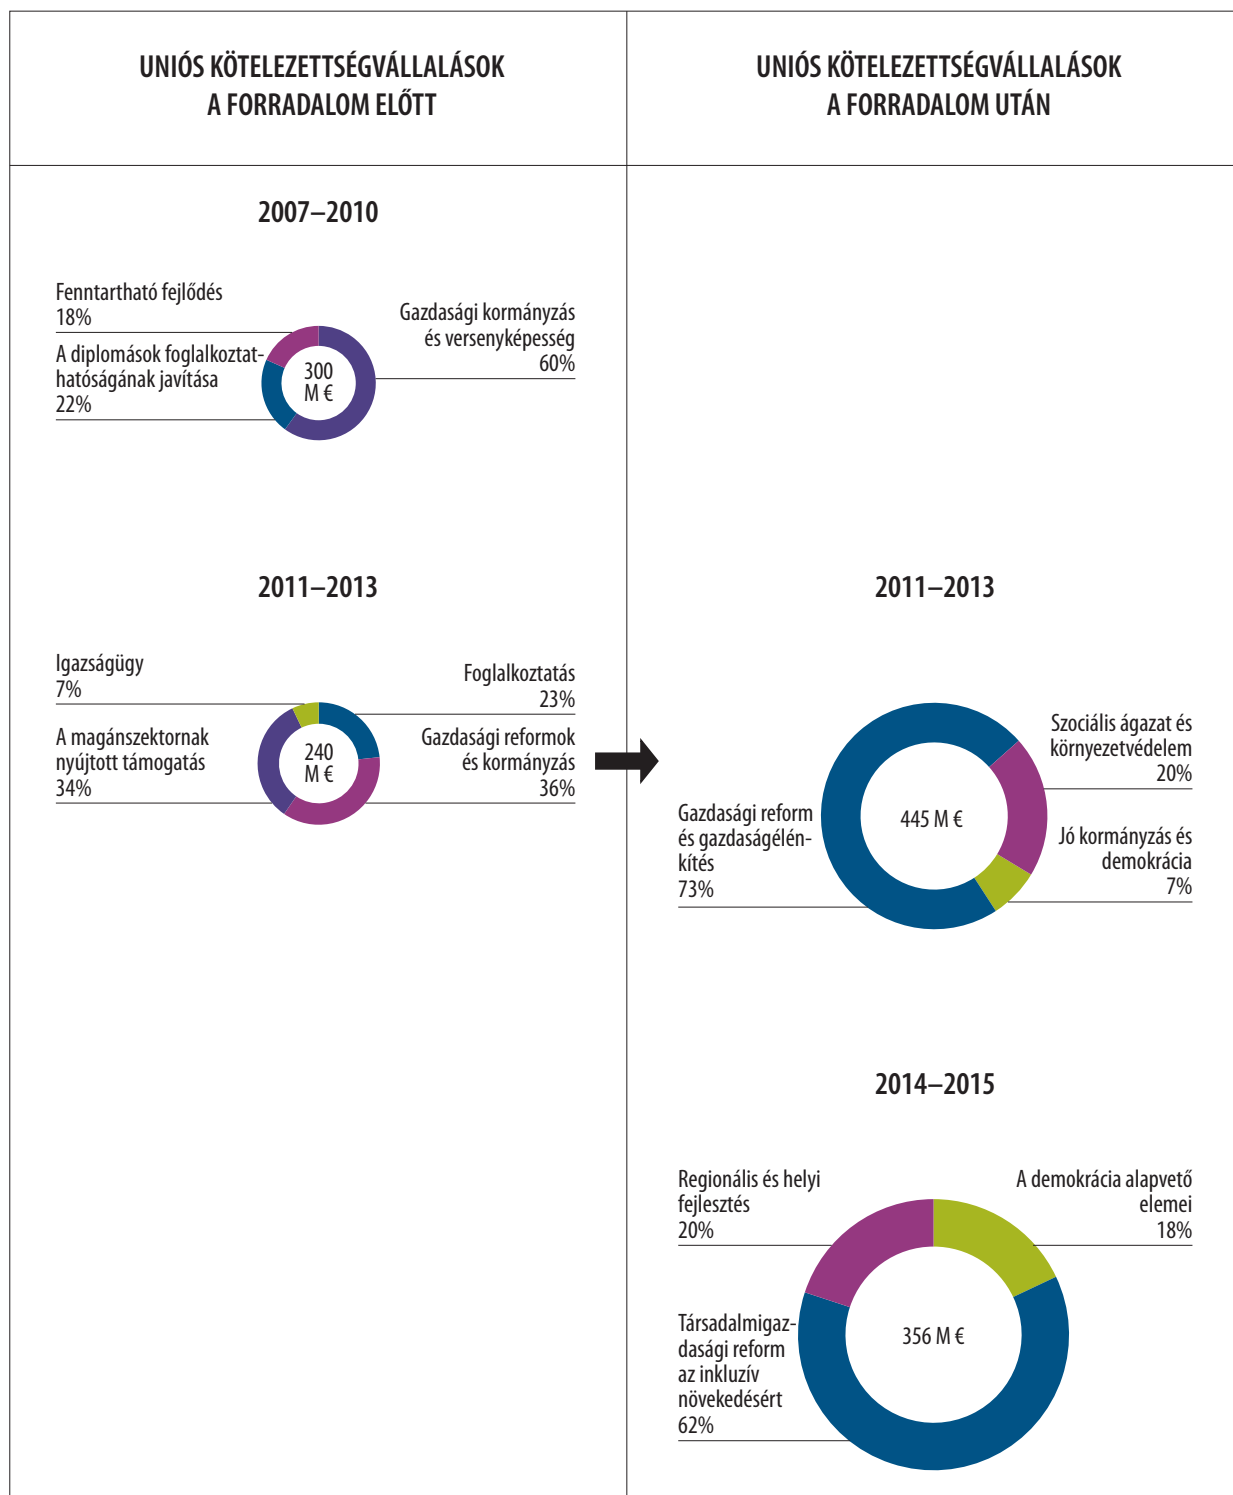 UNIÓS KÖTELEZETTSÉGVÁLLALÁSOK
A FORRADALOM ELŐTT
UNIÓS KÖTELEZETTSÉGVÁLLALÁSOK
A FORRADALOM UTÁN
2007–2010
Fenntartható fejlődés
18%
A diplomások foglalkoztat-
hatóságának javítása
22%
300
M €
Gazdasági kormányzás
és versenyképesség
60%
2011–2013
Igazságügy
7%
A magánszektornak
nyújtott támogatás
34%
240
M €
Foglalkoztatás
23%
Gazdasági reformok
és kormányzás
36%
2011–2013
Gazdasági reform
és gazdaságélén-
kítés
73%
445 M €
Szociális ágazat és
környezetvédelem
20%
Jó kormányzás és
demokrácia
7%
2014–2015
Regionális és helyi
fejlesztés
20%
Társadalmigaz-
dasági reform
az inkluzív
növekedésért
62%
356 M €
A demokrácia alapvető
elemei
18%